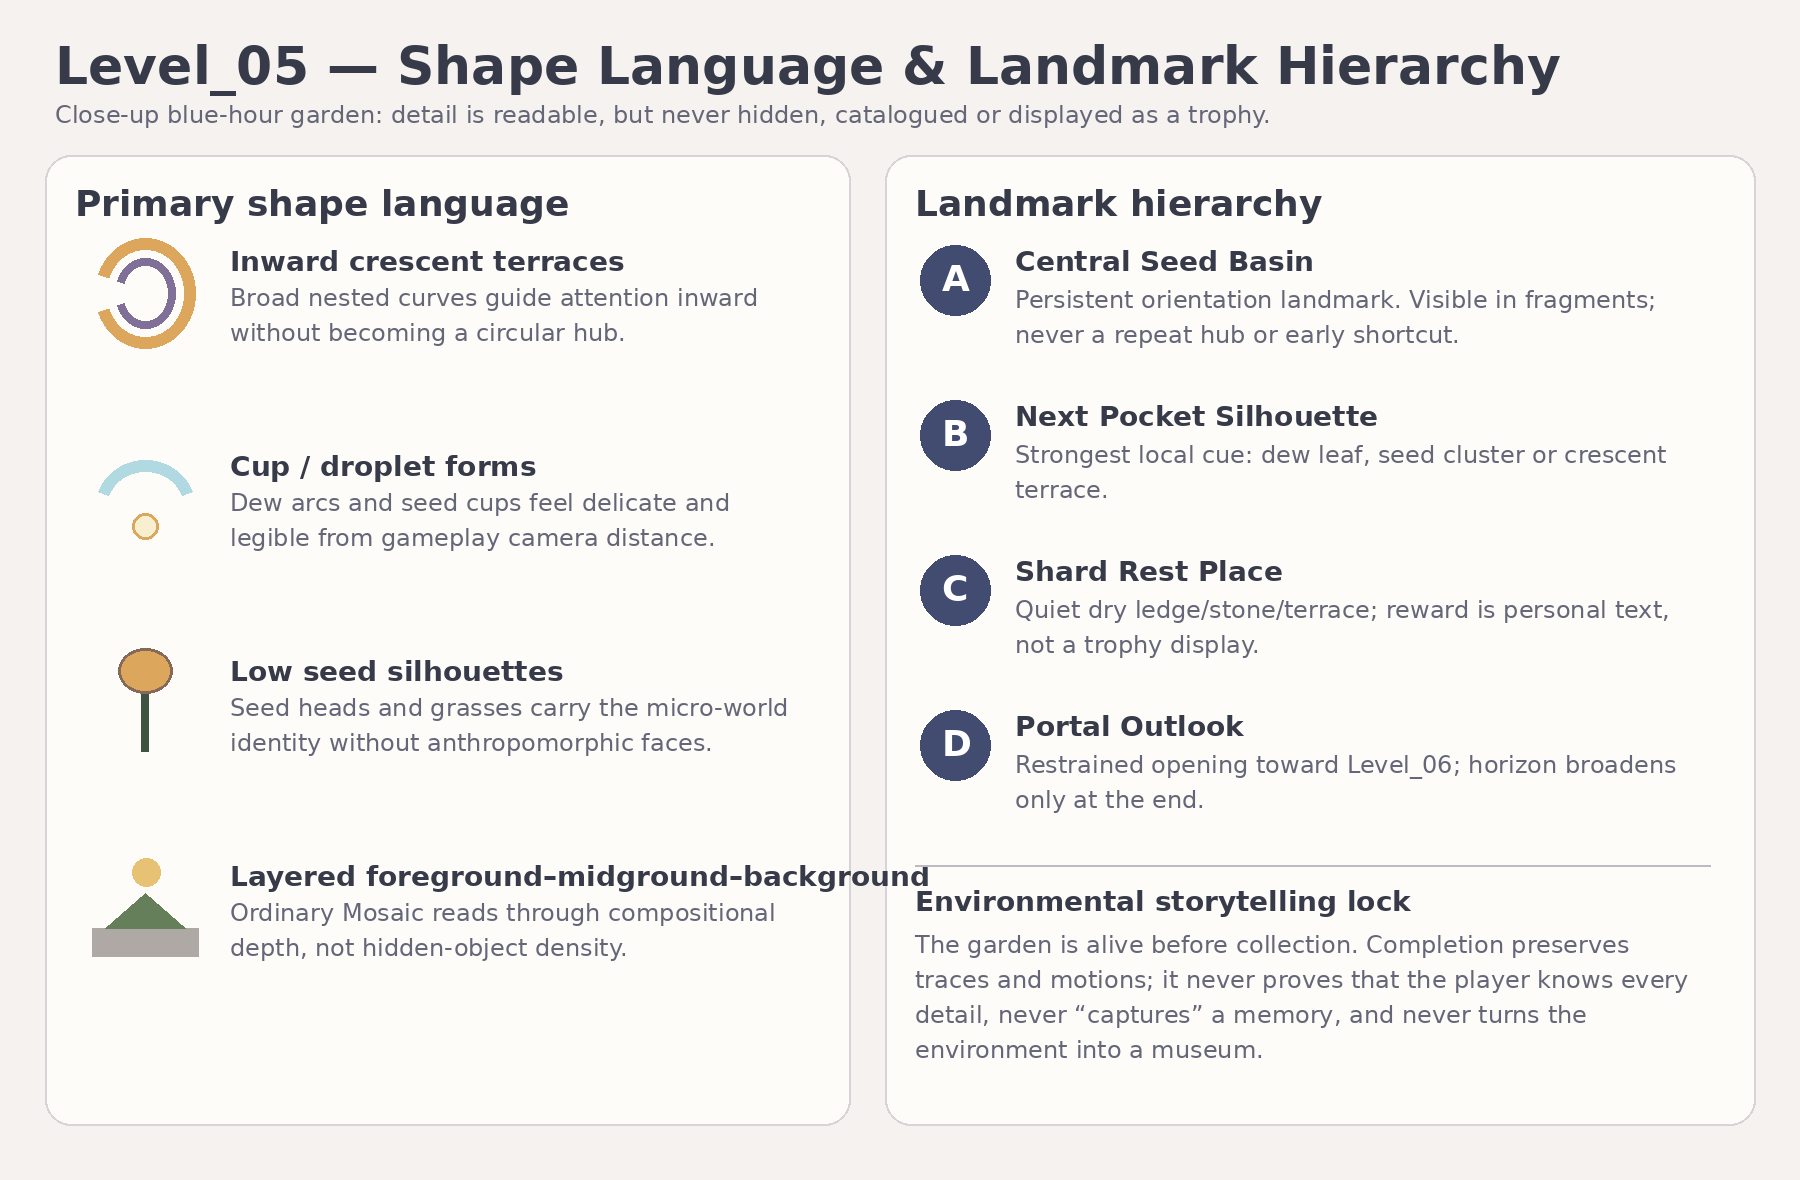 Level_05 — Shape Language & Landmark Hierarchy
Close-up blue-hour garden: detail is readable, but never hidden, catalogued or displayed as a trophy.
Primary shape language
Inward crescent terraces
Broad nested curves guide attention inward
without becoming a circular hub.
Cup / droplet forms
Dew arcs and seed cups feel delicate and
legible from gameplay camera distance.
Low seed silhouettes
Seed heads and grasses carry the micro-world
identity without anthropomorphic faces.
Layered foreground–midground–background
Ordinary Mosaic reads through compositional
depth, not hidden-object density.
Landmark hierarchy
A
Central Seed Basin
Persistent orientation landmark. Visible in fragments;
never a repeat hub or early shortcut.
B
Next Pocket Silhouette
Strongest local cue: dew leaf, seed cluster or crescent
terrace.
C
Shard Rest Place
Quiet dry ledge/stone/terrace; reward is personal text,
not a trophy display.
D
Portal Outlook
Restrained opening toward Level_06; horizon broadens
only at the end.
Environmental storytelling lock
The garden is alive before collection. Completion preserves
traces and motions; it never proves that the player knows every
detail, never “captures” a memory, and never turns the
environment into a museum.